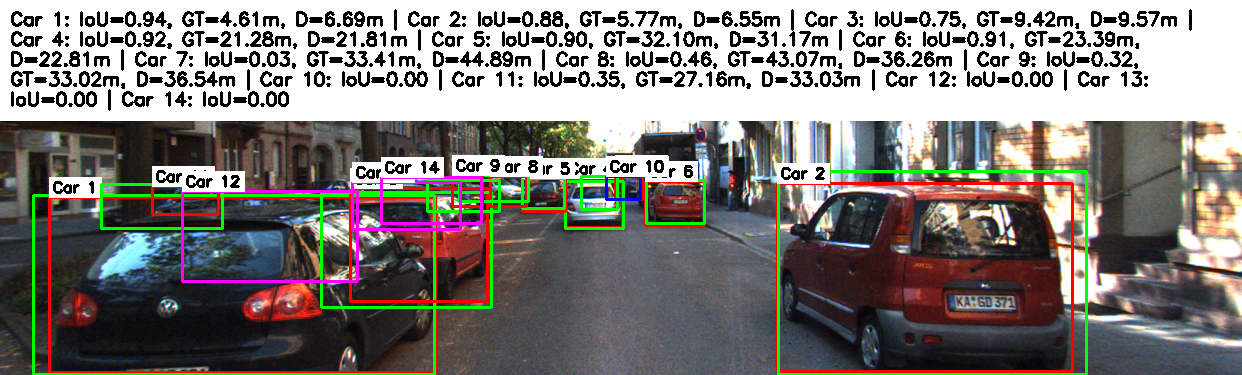 Car 1: IoU=0.94, GT=4.61m, D=6.69m | Car 2: IoU=0.88, GT=5.77m, D=6.55m | Car 3: IoU=0.75, GT=9.42m, D=9.57m |
Car 4: IoU=0.92, GT=21.28m, D=21.81m | Car 5: IoU=0.90, GT=32.10m, D=31.17m | Car 6: IoU=0.91, GT=23.39m,
D=22.81m | Car 7: IoU=0.03, GT=33.41m, D=44.89m | Car 8: IoU=0.46, GT=43.07m, D=36.26m | Car 9: IoU=0.32,
GT=33.02m, D=36.54m | Car 10: IoU=0.00 | Car 11: IoU=0.35, GT=27.16m, D=33.03m | Car 12: IoU=0.00 | Car 13:
IoU=0.00 | Car 14: IoU=0.00
Car 14
Car 9
ar 8
r 5
Car 10
r 6
Car 1
Car
Car 12
Car 2
KA GD 371